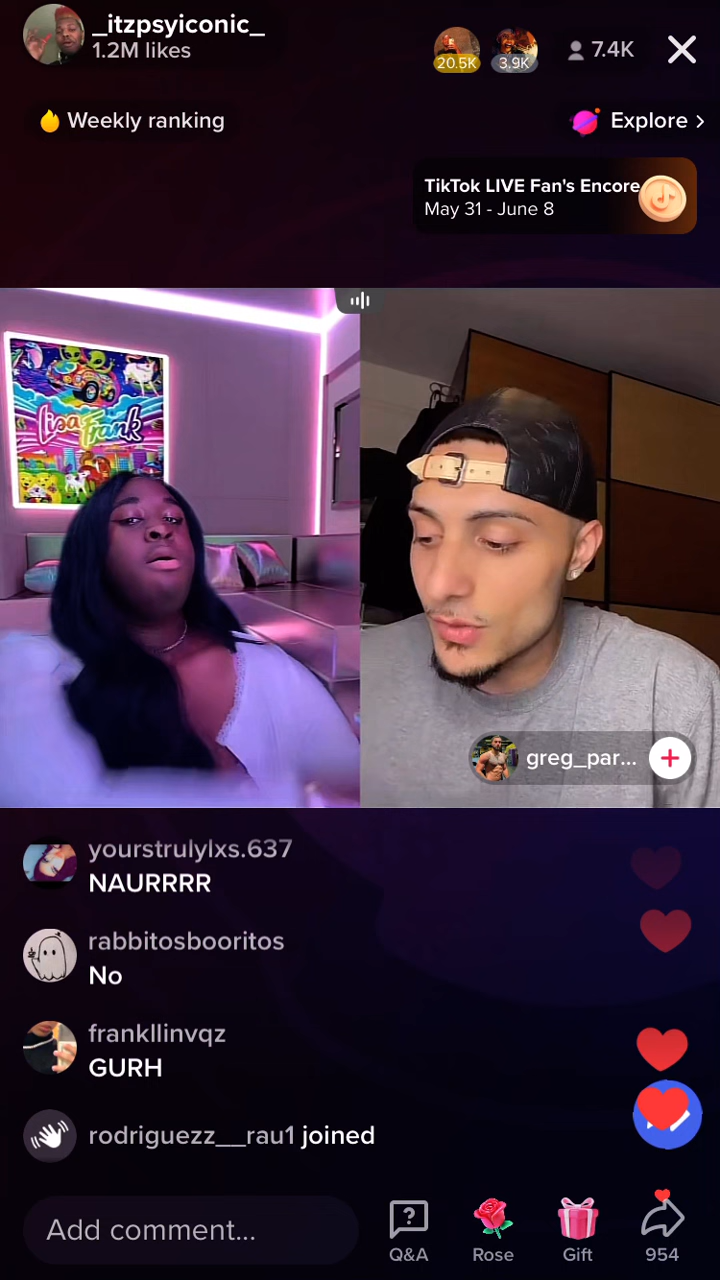 _itzpsyiconic_
1.2M likes
20.5K
3.9K
7.4K
Weekly ranking
Explore
TikTok LIVE Fan's Encore
May 31 - June 8
Lisa
Frank
greg_par...
yourstrulylxs.637
NAURRRR
rabbitosbooritos
No
frankllinvqz
GURH
rodriguezz__rau1 joined
Add comment...
Q&A
Rose
Gift
954